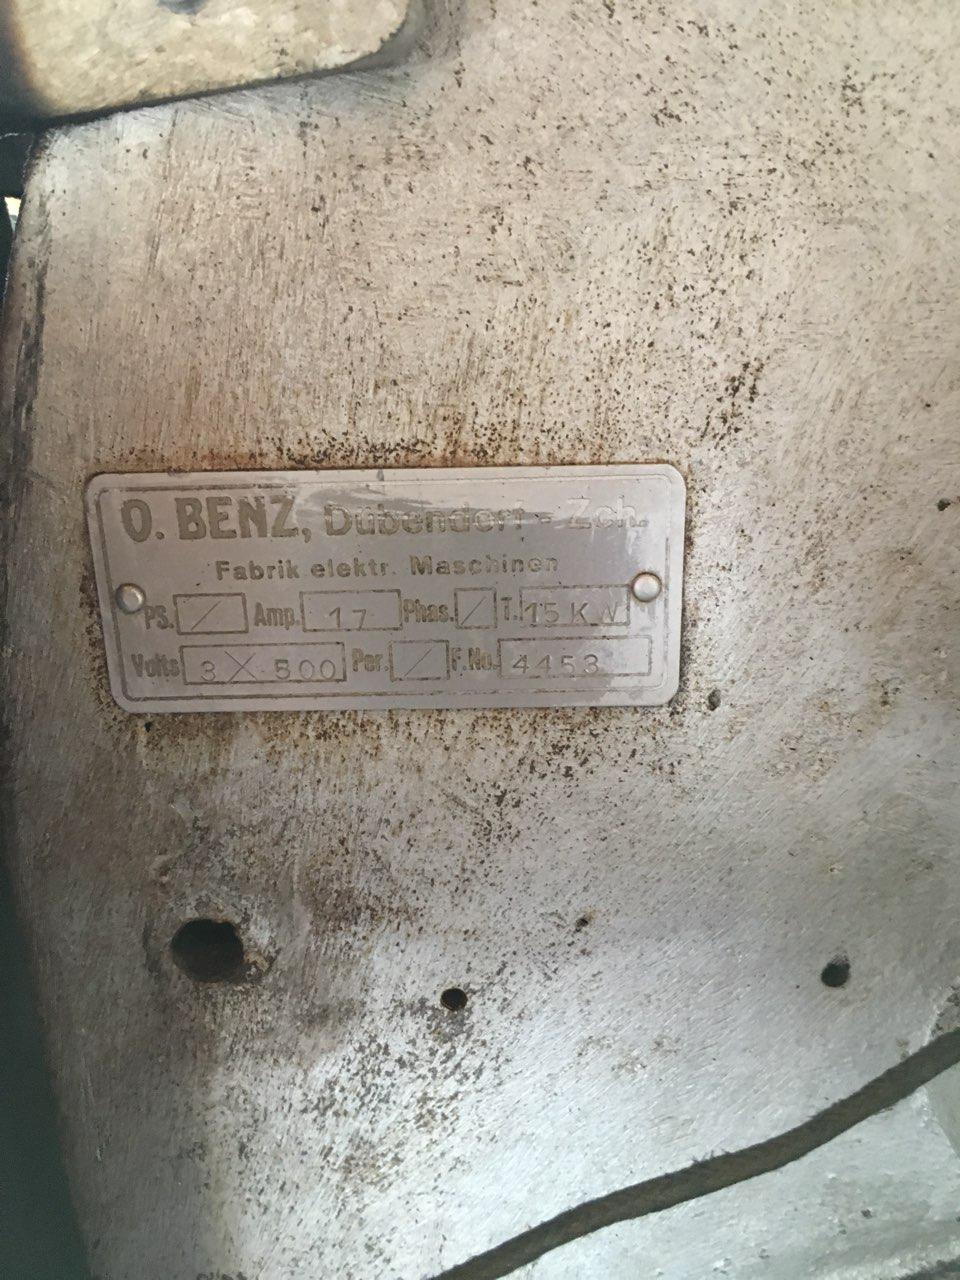 O. BENZ, Dübendorf - Zch.
Fabrik elektr. Maschinen
PS. / Amp. 17 Phas. / T. 15 KW
Volts 3 X 500 Per. / F.No. 4453